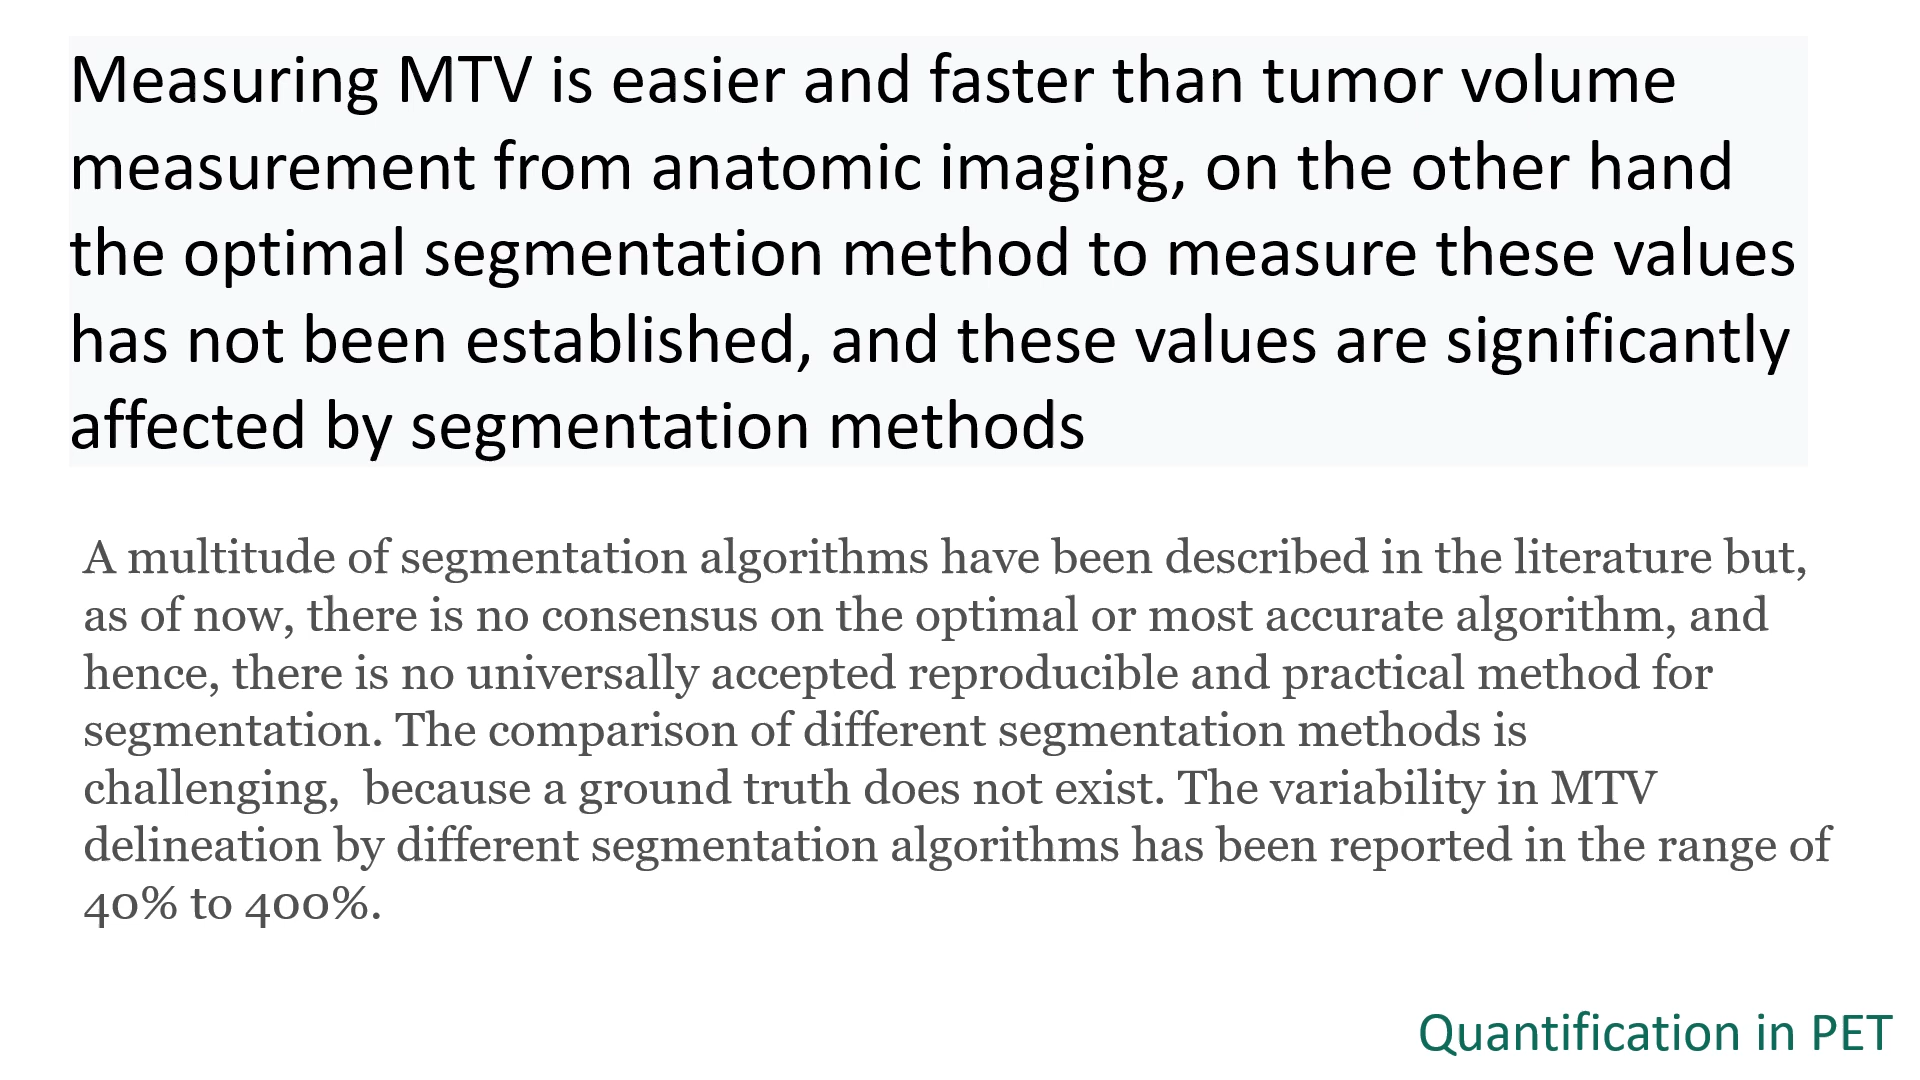 Measuring MTV is easier and faster than tumor volume
measurement from anatomic imaging, on the other hand
the optimal segmentation method to measure these values
has not been established, and these values are significantly
affected by segmentation methods
A multitude of segmentation algorithms have been described in the literature but,
as of now, there is no consensus on the optimal or most accurate algorithm, and
hence, there is no universally accepted reproducible and practical method for
segmentation. The comparison of different segmentation methods is
challenging,  because a ground truth does not exist. The variability in MTV
delineation by different segmentation algorithms has been reported in the range of
40% to 400%.
Quantification in PET